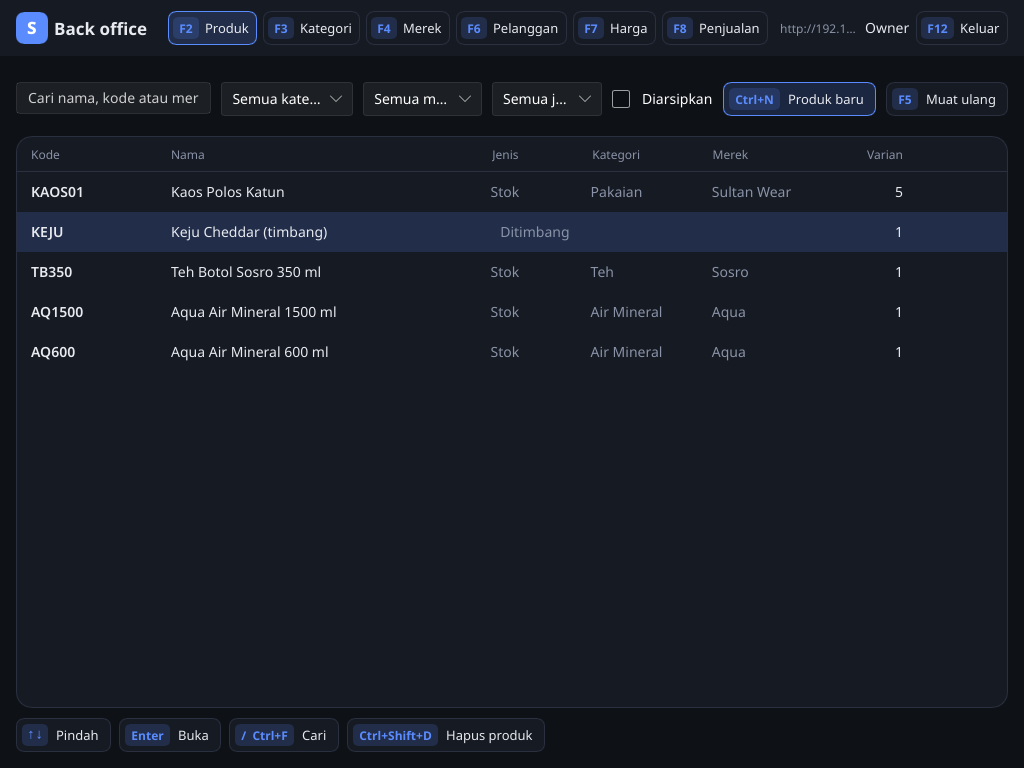 S Back office F2 Produk F3 Kategori F4 Merek F6 Pelanggan F7 Harga F8 Penjualan http://192.1... Owner F12 Keluar
Cari nama, kode atau mer Semua kate... Semua m... Semua j... Diarsipkan Ctrl+N Produk baru F5 Muat ulang
Kode Nama Jenis Kategori Merek Varian
KAOS01 Kaos Polos Katun Stok Pakaian Sultan Wear 5
KEJU Keju Cheddar (timbang) Ditimbang 1
TB350 Teh Botol Sosro 350 ml Stok Teh Sosro 1
AQ1500 Aqua Air Mineral 1500 ml Stok Air Mineral Aqua 1
AQ600 Aqua Air Mineral 600 ml Stok Air Mineral Aqua 1
↑↓ Pindah Enter Buka / Ctrl+F Cari Ctrl+Shift+D Hapus produk